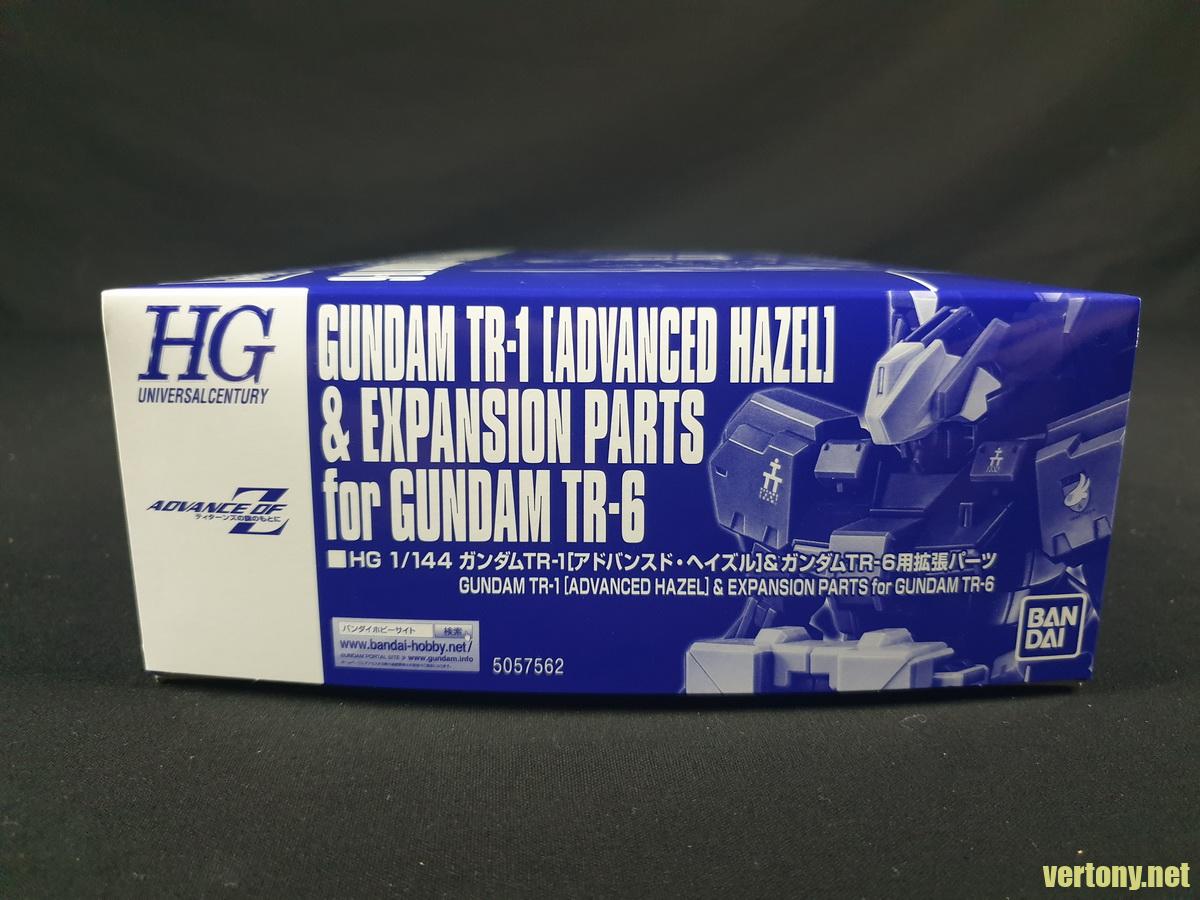 HG
UNIVERSAL CENTURY
ADVANCE OF Z
ティターンズの旗のもとに
GUNDAM TR-1 [ADVANCED HAZEL]
& EXPANSION PARTS
for GUNDAM TR-6
■HG 1/144 ガンダムTR-1[アドバンスド・ヘイズル]&ガンダムTR-6用拡張パーツ
GUNDAM TR-1 [ADVANCED HAZEL] & EXPANSION PARTS for GUNDAM TR-6
バンダイホビーサイト 検索
www.bandai-hobby.net/
GUNDAM PORTAL SITE > www.gundam.info
5057562
BAN
DAI
vertony.net